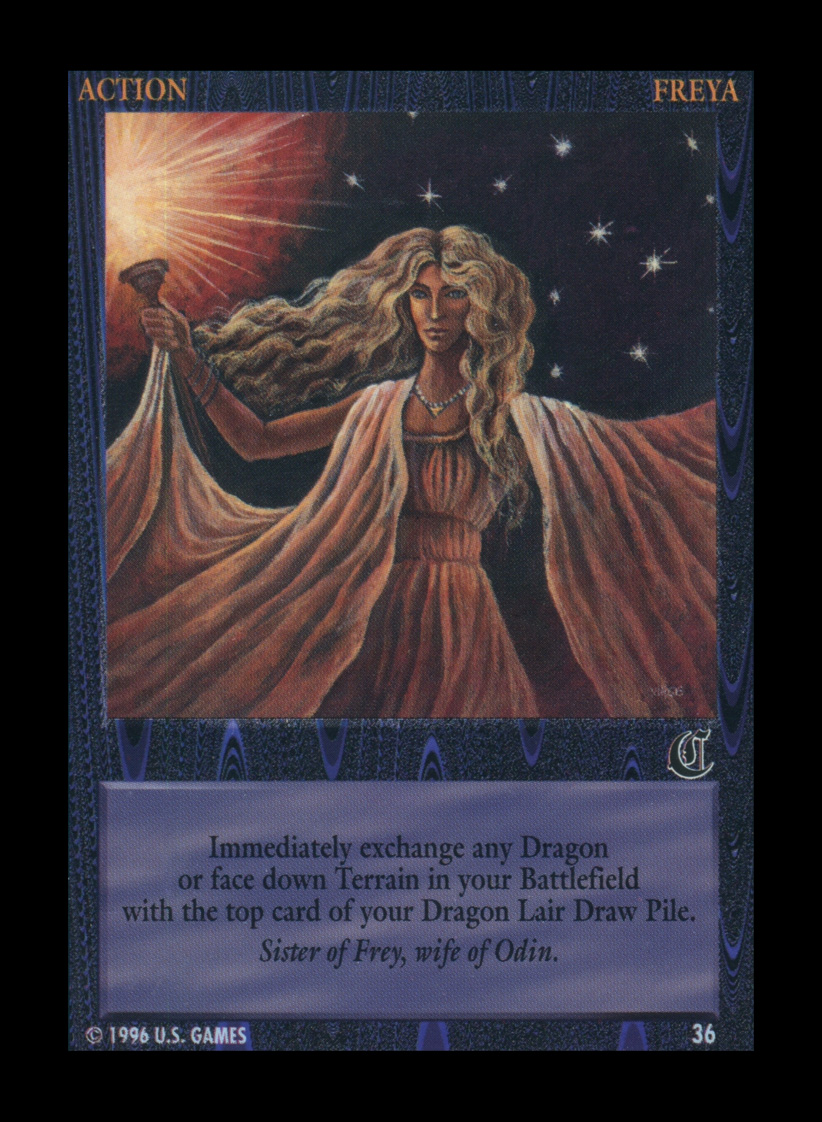 ACTION FREYA
C
Immediately exchange any Dragon
or face down Terrain in your Battlefield
with the top card of your Dragon Lair Draw Pile.
Sister of Frey, wife of Odin.
© 1996 U.S. GAMES 36